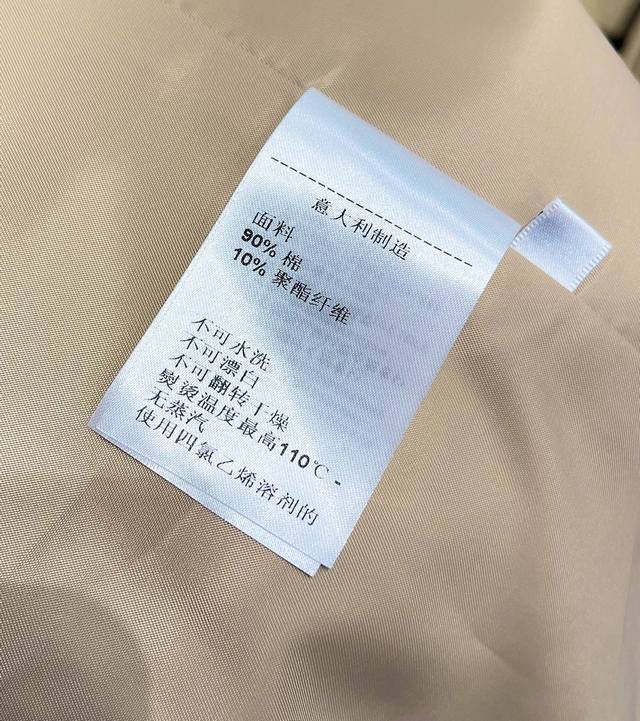 意大利制造
面料
90% 棉
10% 聚酯纤维
不可水洗
不可漂白
不可翻转干燥
熨烫温度最高110℃ -
无蒸汽
使用四氯乙烯溶剂的